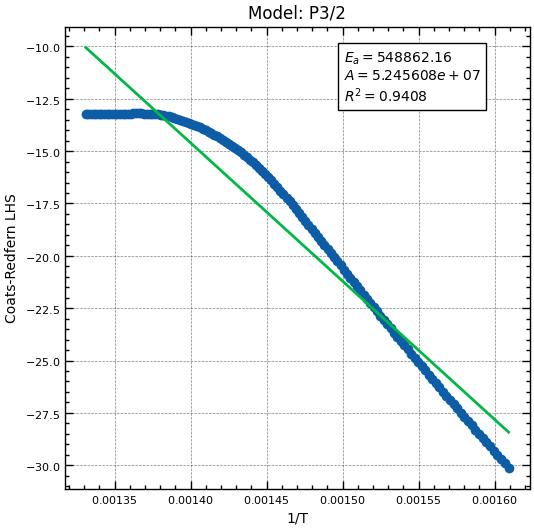 Model: P3/2
E_a = 548862.16
A = 5.245608e + 07
R^2 = 0.9408
Coats-Redfern LHS
−10.0
−12.5
−15.0
−17.5
−20.0
−22.5
−25.0
−27.5
−30.0
0.00135 0.00140 0.00145 0.00150 0.00155 0.00160
1/T